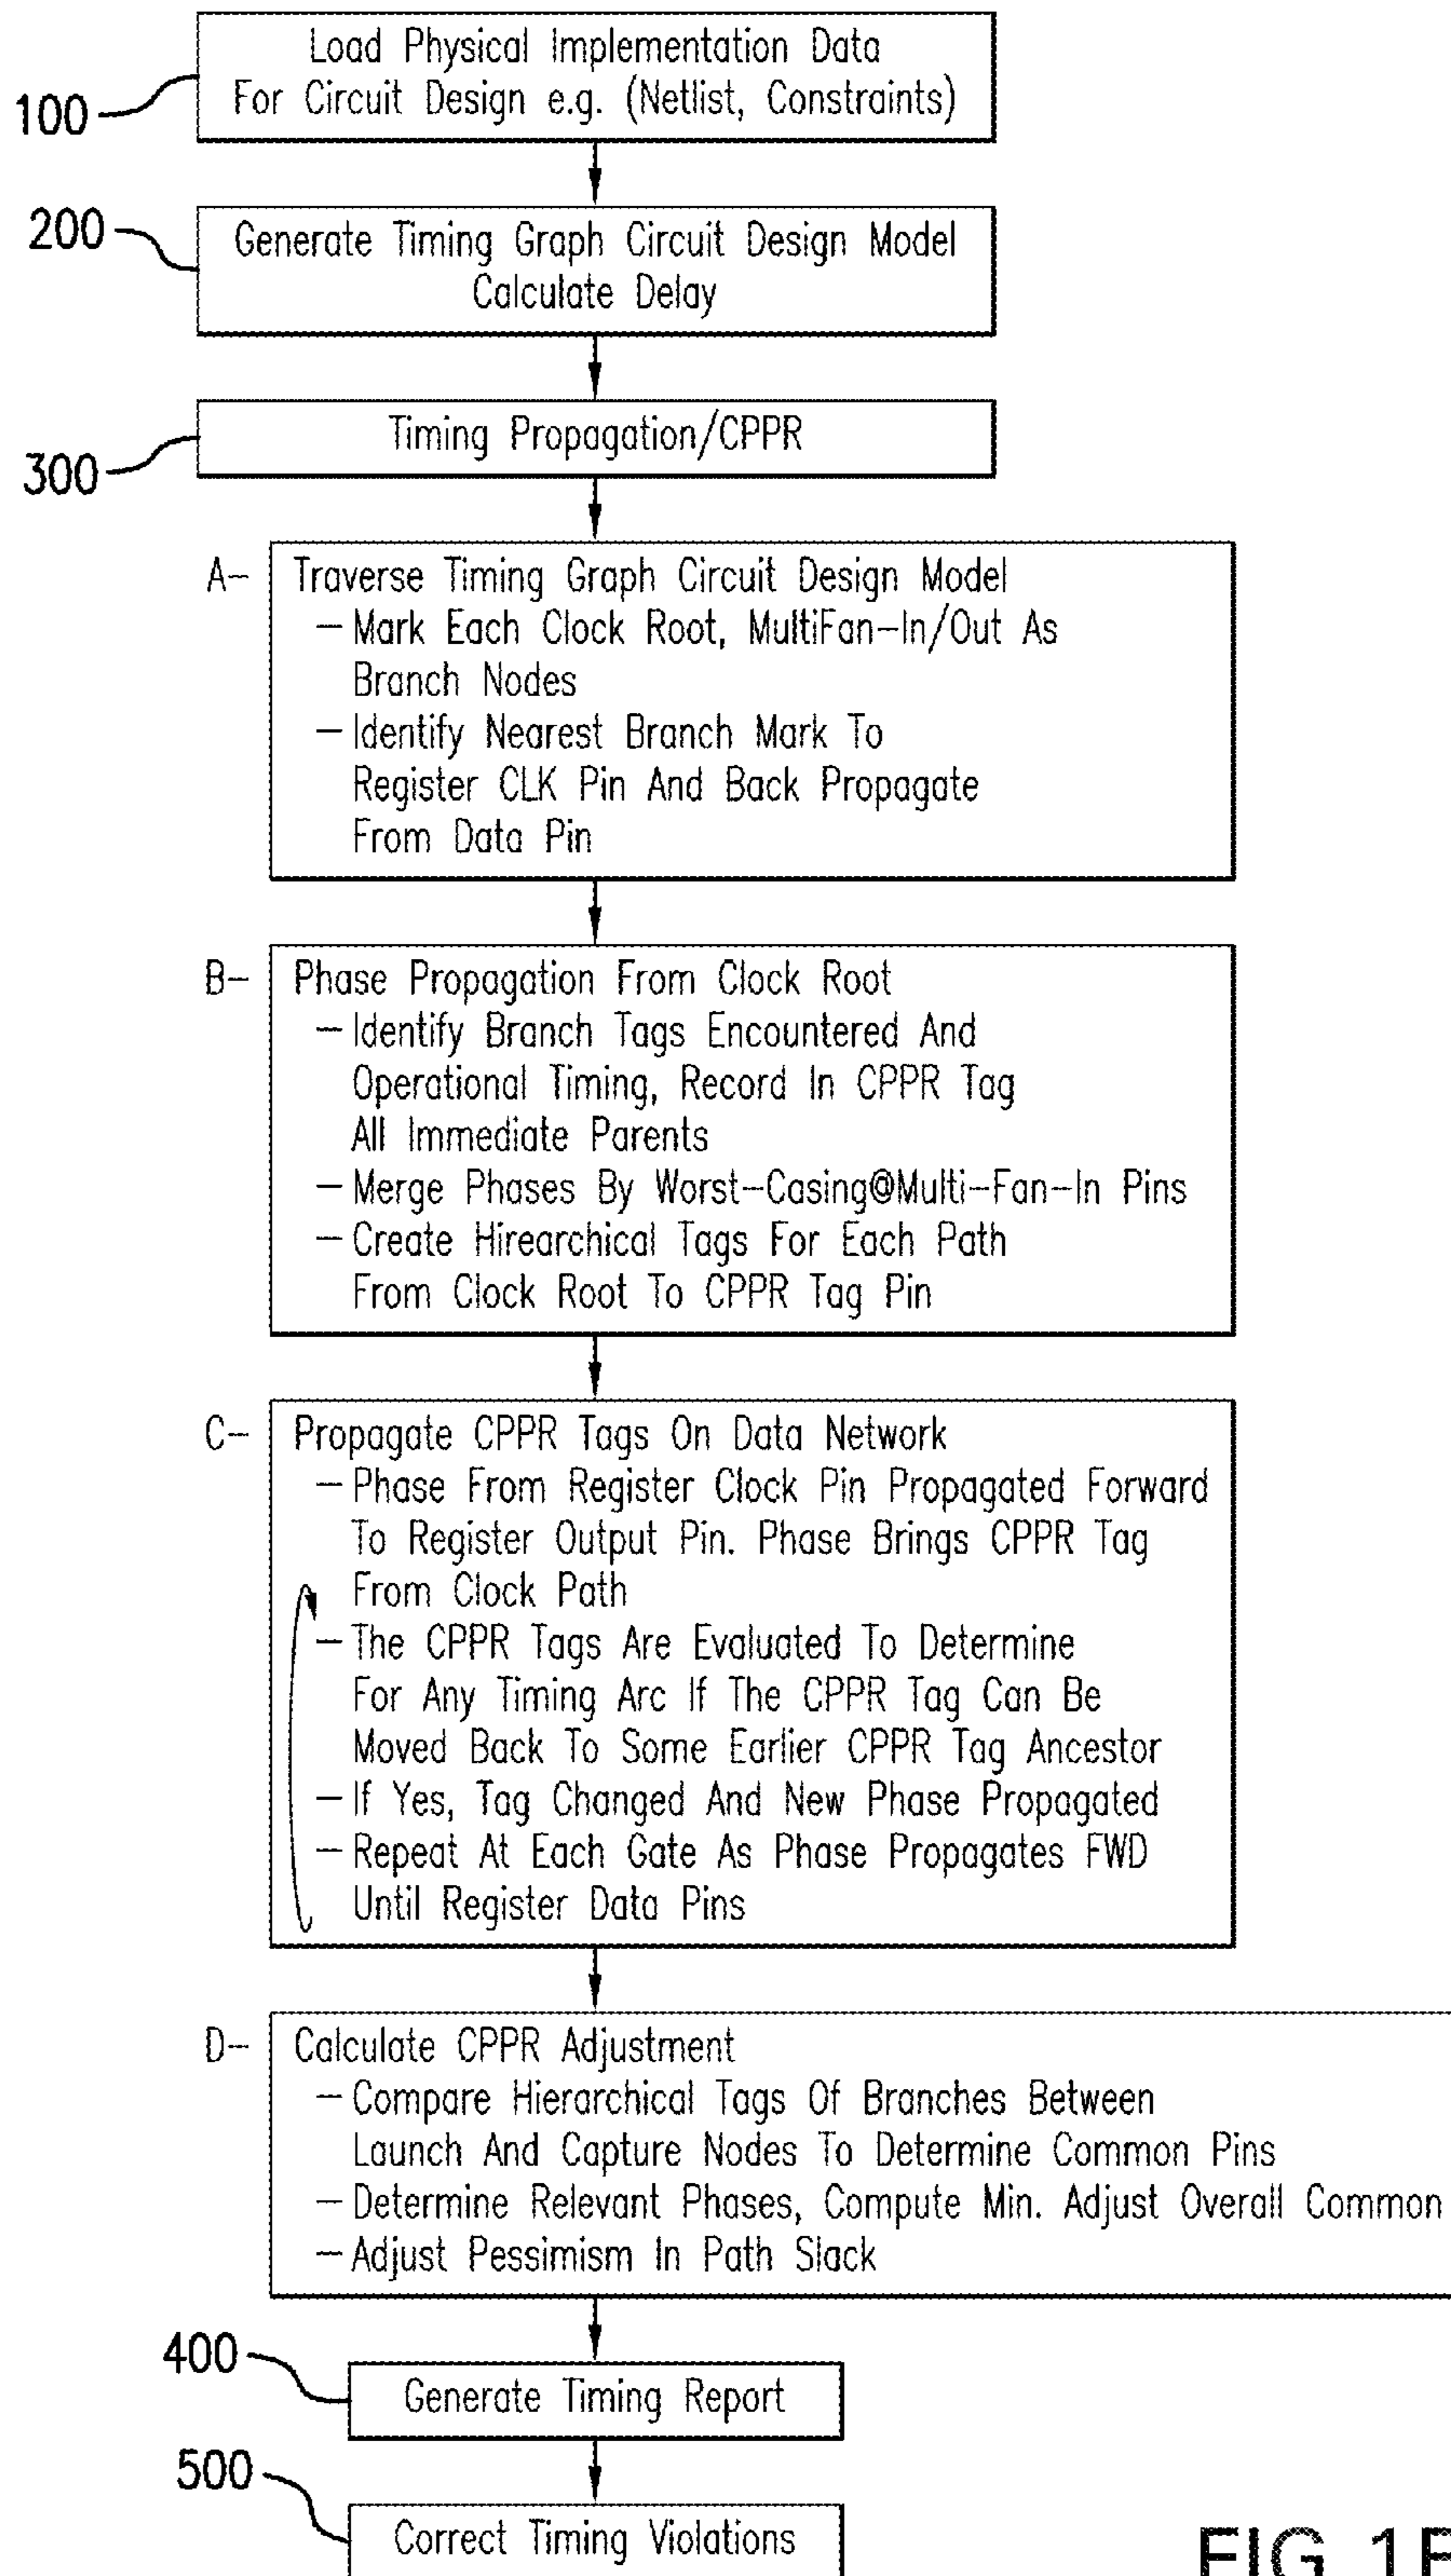 Load Physical Implementation Data
100
For Circuit Design e.g. (Netlist, Constraints)
200
Generate Timing Graph Circuit Design Model
Calculate Delay
300
Timing Propagation/CPPR
A- Traverse Timing Graph Circuit Design Model
- Mark Each Clock Root, MultiFan-In/Out As
Branch Nodes
- Identify Nearest Branch Mark To
Register CLK Pin And Back Propagate
From Data Pin
B- Phase Propagation From Clock Root
- Identify Branch Tags Encountered And
Operational Timing, Record In CPPR Tag
All Immediate Parents
- Merge Phases By Worst-Casing@Multi-Fan-In Pins
- Create Hirearchical Tags For Each Path
From Clock Root To CPPR Tag Pin
C- Propagate CPPR Tags On Data Network
- Phase From Register Clock Pin Propagated Forward
To Register Output Pin. Phase Brings CPPR Tag
From Clock Path
- The CPPR Tags Are Evaluated To Determine
For Any Timing Arc If The CPPR Tag Can Be
Moved Back To Some Earlier CPPR Tag Ancestor
- If Yes, Tag Changed And New Phase Propagated
- Repeat At Each Gate As Phase Propagates FWD
Until Register Data Pins
D- Calculate CPPR Adjustment
- Compare Hierarchical Tags Of Branches Between
Launch And Capture Nodes To Determine Common Pins
- Determine Relevant Phases, Compute Min. Adjust Overall Common
- Adjust Pessimism In Path Slack
400
Generate Timing Report
500
Correct Timing Violations
FIG. 1